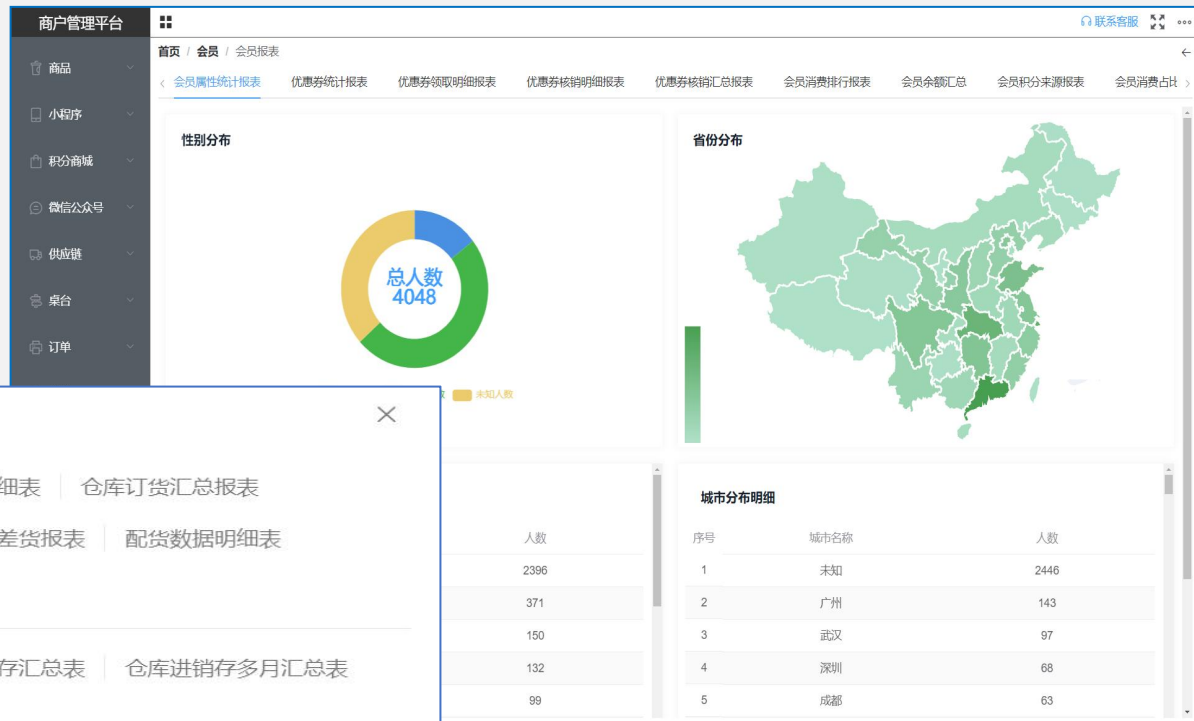 商户管理平台
联系客服
首页 / 会员 / 会员报表
会员属性统计报表 优惠券统计报表 优惠券领取明细报表 优惠券核销明细报表 优惠券核销汇总报表 会员消费排行报表 会员余额汇总 会员积分来源报表 会员消费占比
商品
小程序
积分商城
微信公众号
供应链
桌台
订单
性别分布
总人数
4048
未知人数
省份分布
细表 仓库订货汇总报表
差货报表 配货数据明细表
存汇总表 仓库进销存多月汇总表
人数
2396
371
150
132
99
城市分布明细
序号 城市名称 人数
1 未知 2446
2 广州 143
3 武汉 97
4 深圳 68
5 成都 63